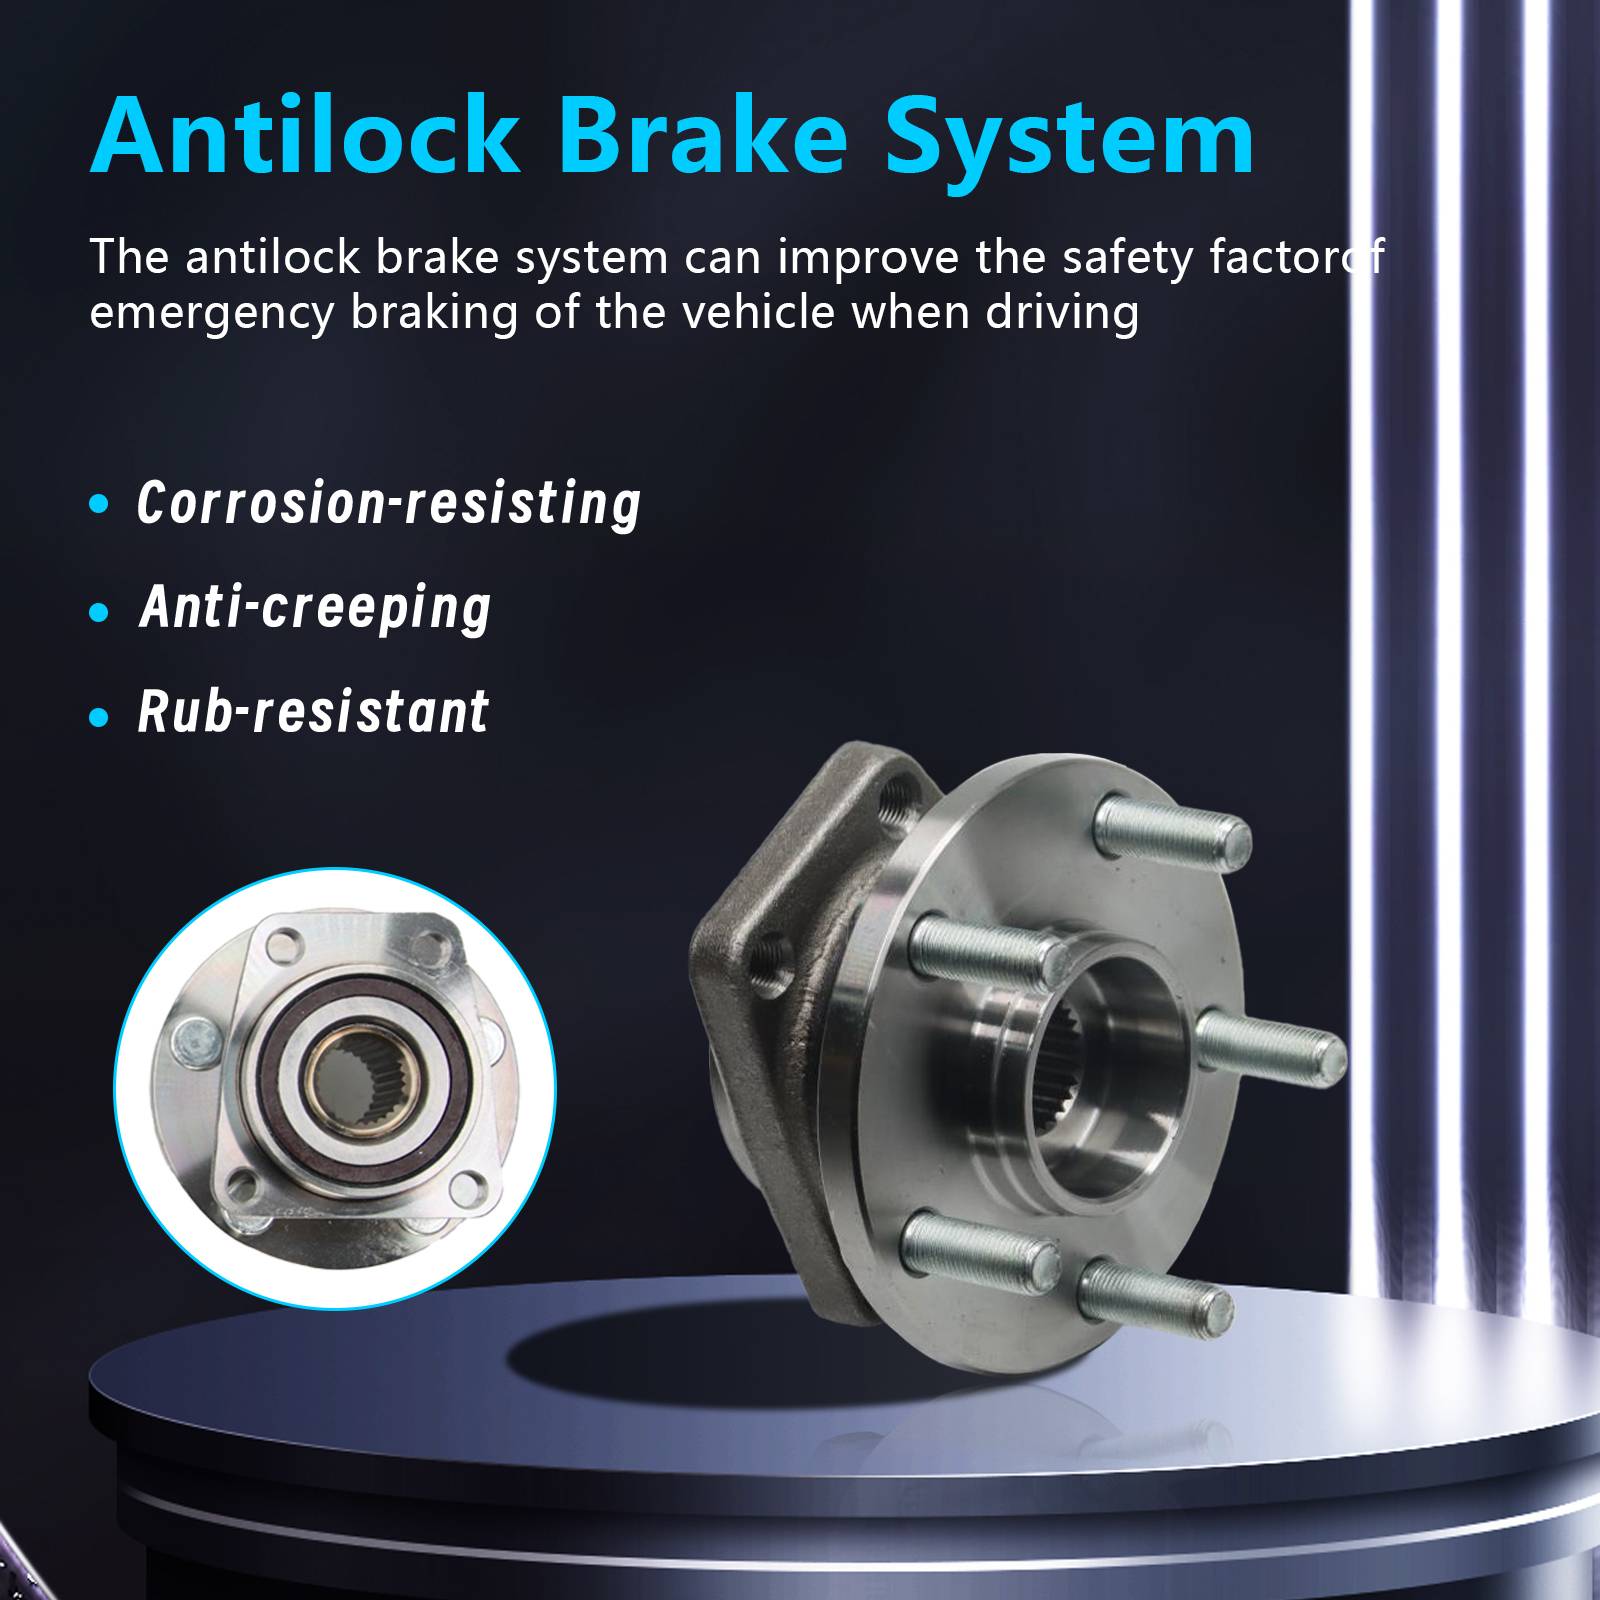 Antilock Brake System
The antilock brake system can improve the safety factorof
emergency braking of the vehicle when driving
Corrosion-resisting
Anti-creeping
Rub-resistant